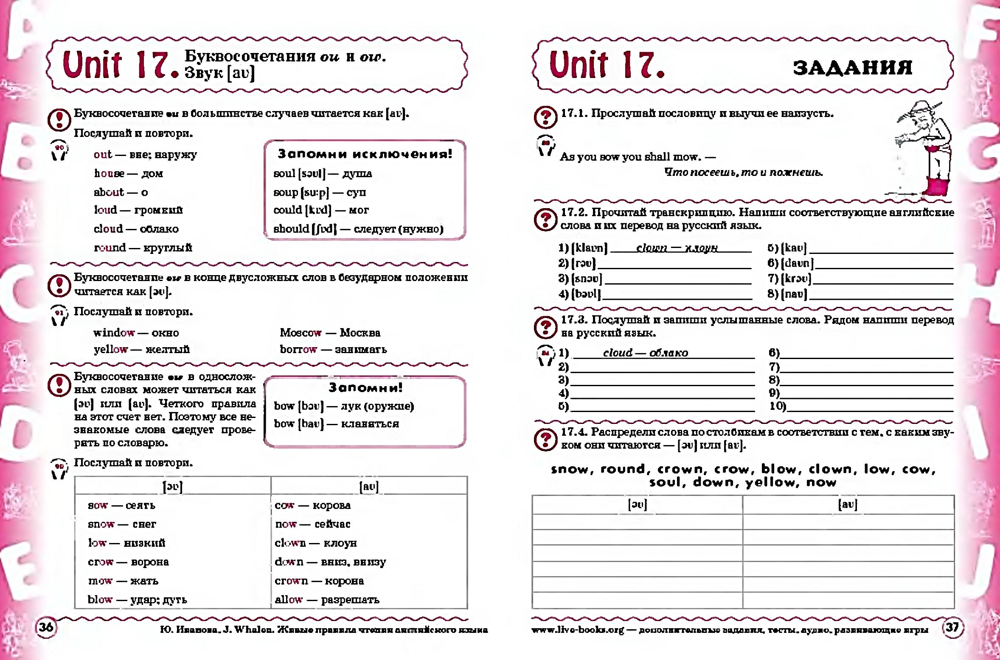 Unit 17. Буквосочетания ou и ow.
Звук [aʊ]
Буквосочетание ou в большинстве случаев читается как [aʊ].
Послушай и повтори.
90
out — вне; наружу
house — дом
about — о
loud — громкий
cloud — облако
round — круглый
Запомни исключения!
soul [səʊl] — душа
soup [su:p] — суп
could [kʊd] — мог
should [ʃʊd] — следует (нужно)
Буквосочетание ow в конце двусложных слов в безударном положении
читается как [əʊ].
91
Послушай и повтори.
window — окно
yellow — желтый
Moscow — Москва
borrow — занимать
Буквосочетание ow в однослож-
ных словах может читаться как
[əʊ] или [aʊ]. Четкого правила
на этот счет нет. Поэтому все не-
знакомые слова следует прове-
рять по словарю.
Запомни!
bow [bəʊ] — лук (оружие)
bow [baʊ] — кланяться
Послушай и повтори.
[əʊ] [aʊ]
sow — сеять cow — корова
snow — снег now — сейчас
low — низкий clown — клоун
crow — ворона down — вниз, внизу
mow — жать crown — корона
blow — удар; дуть allow — разрешать
36
Ю. Иванова, J. Whalen. Живые правила чтения английского языка
Unit 17. ЗАДАНИЯ
17.1. Прослушай пословицу и выучи ее наизусть.
As you sow you shall mow. —
Что посеешь, то и пожнешь.
17.2. Прочитай транскрипцию. Напиши соответствующие английские
слова и их перевод на русский язык.
1) [klaʊn] clown — клоун 5) [kaʊ]
2) [rəʊ] 6) [daʊn]
3) [snəʊ] 7) [krəʊ]
4) [bəʊl] 8) [naʊ]
17.3. Послушай и запиши услышанные слова. Рядом напиши перевод
на русский язык.
1) cloud — облако 6)
2) 7)
3) 8)
4) 9)
5) 10)
17.4. Распредели слова по столбикам в соответствии с тем, с каким зву-
ком они читаются — [əʊ] или [aʊ].
snow, round, crown, crow, blow, clown, low, cow,
soul, down, yellow, now
[əʊ] [aʊ]
www.live-books.org — дополнительные задания, тесты, аудио, развивающие игры
37
A
B
C
D
E
F
G
H
I
J